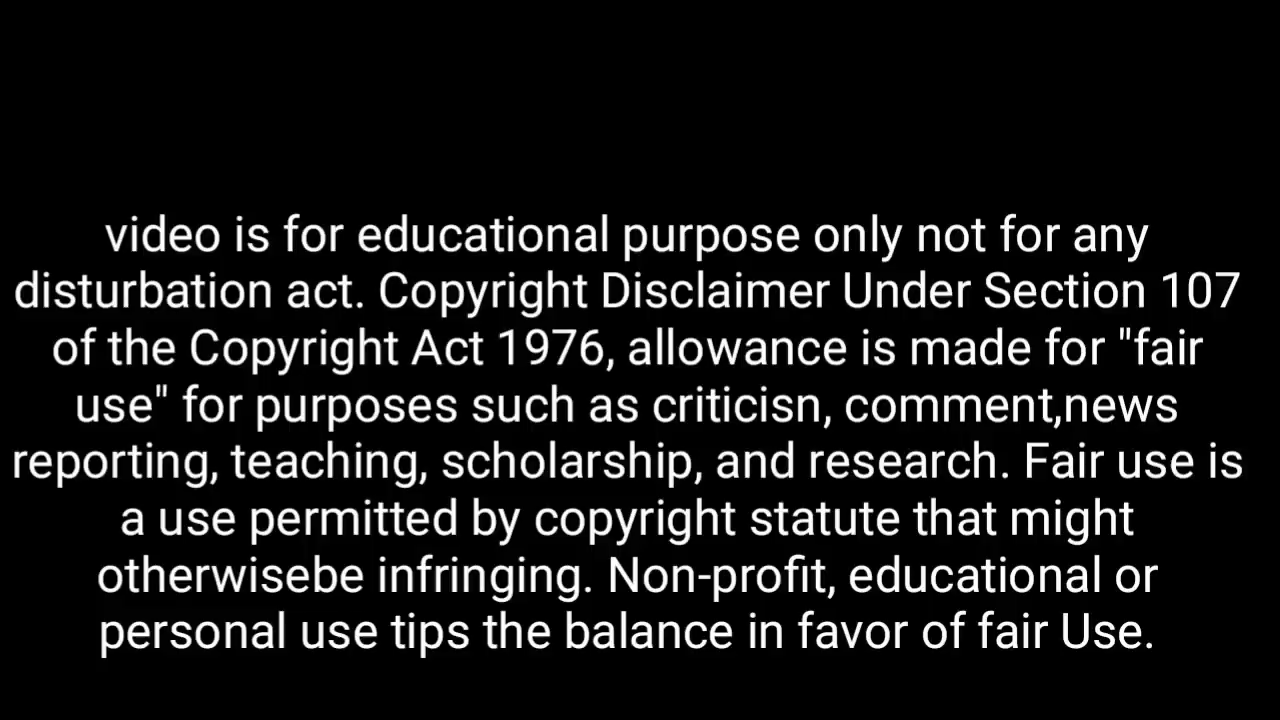 video is for educational purpose only not for any
disturbation act. Copyright Disclaimer Under Section 107
of the Copyright Act 1976, allowance is made for "fair
use" for purposes such as criticisn, comment,news
reporting, teaching, scholarship, and research. Fair use is
a use permitted by copyright statute that might
otherwisebe infringing. Non-profit, educational or
personal use tips the balance in favor of fair Use.